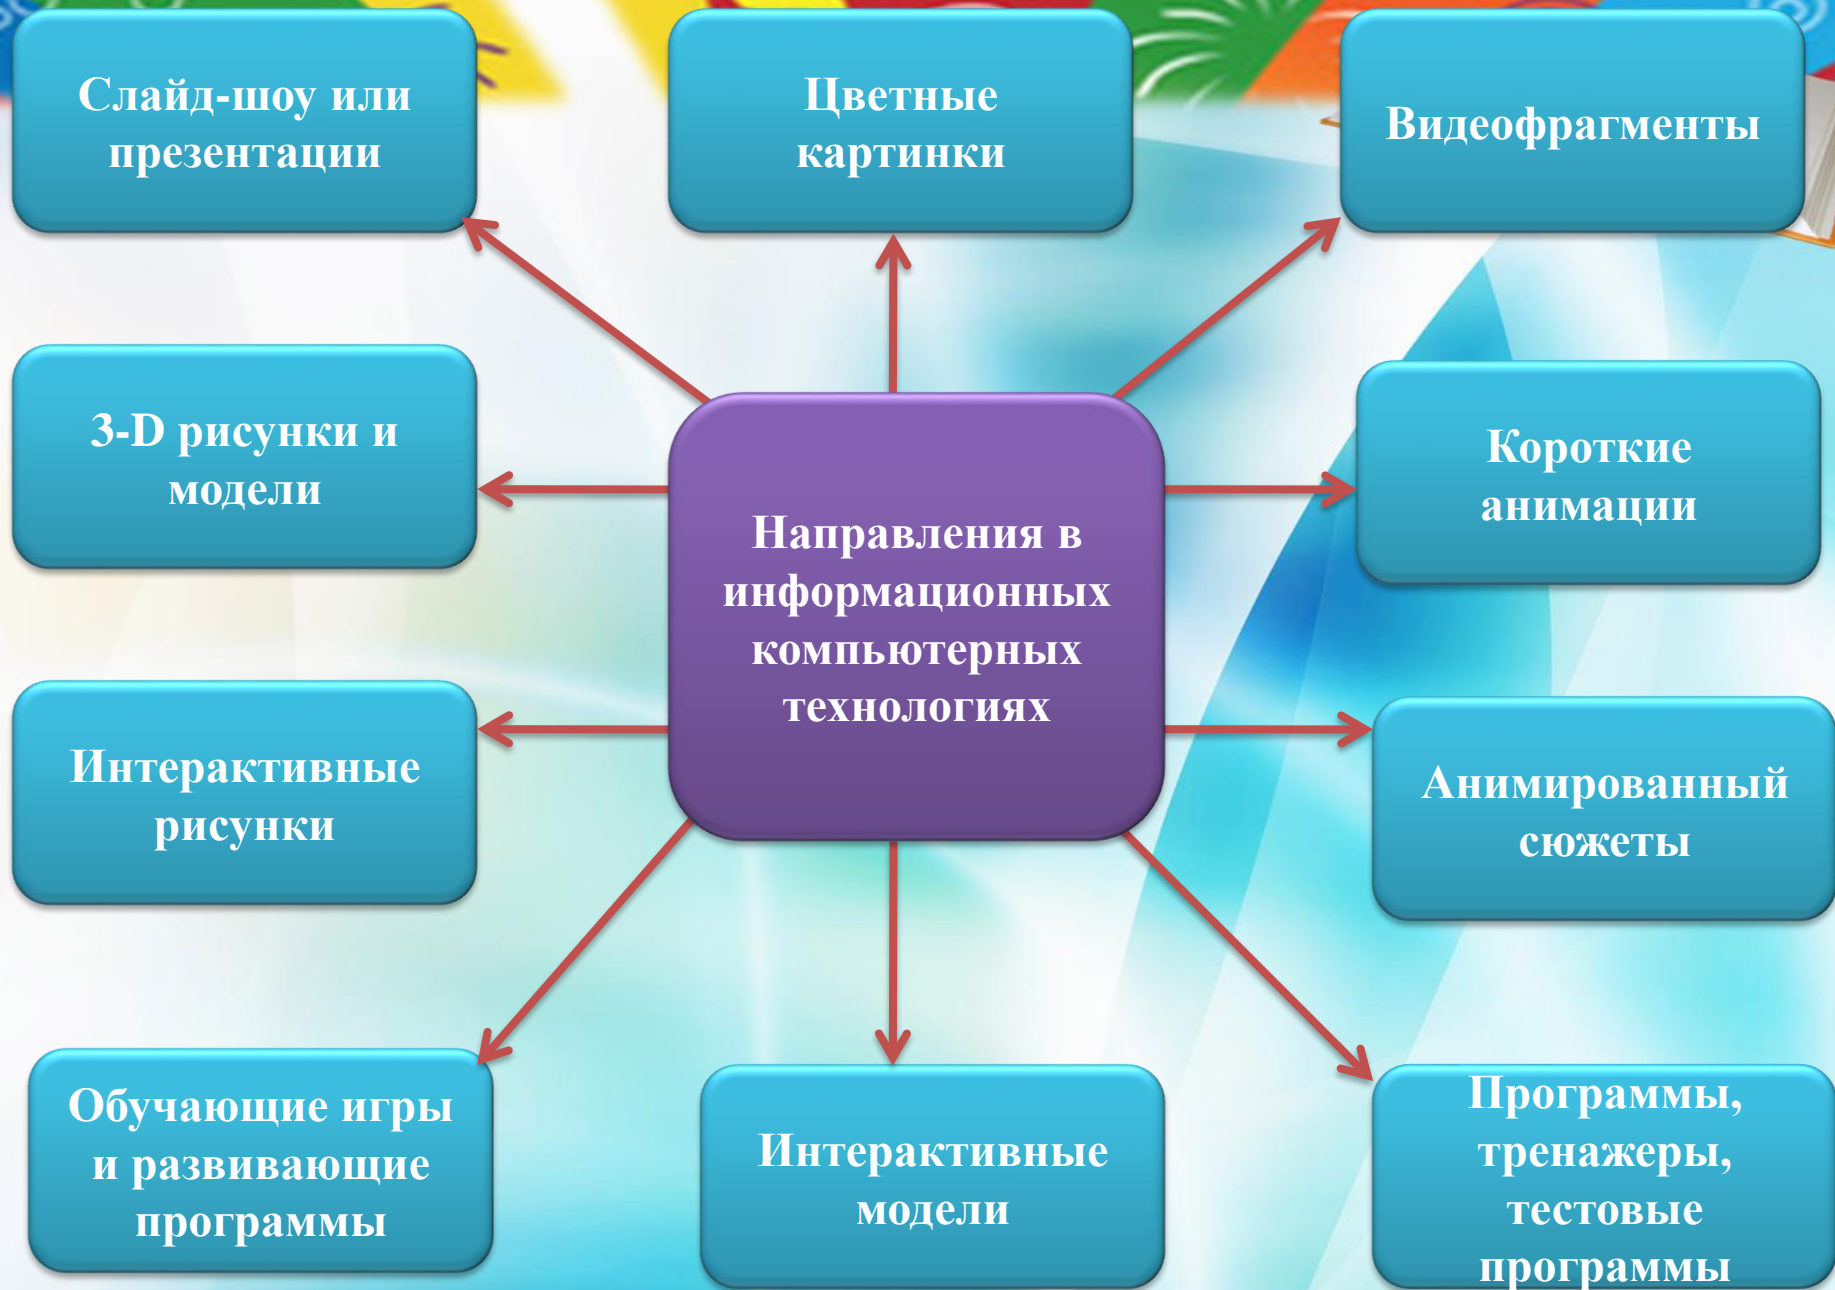 Слайд-шоу или
презентации
Цветные
картинки
Видеофрагменты
3-D рисунки и
модели
Короткие
анимации
Направления в
информационных
компьютерных
технологиях
Интерактивные
рисунки
Анимированный
сюжеты
Обучающие игры
и развивающие
программы
Интерактивные
модели
Программы,
тренажеры,
тестовые
программы